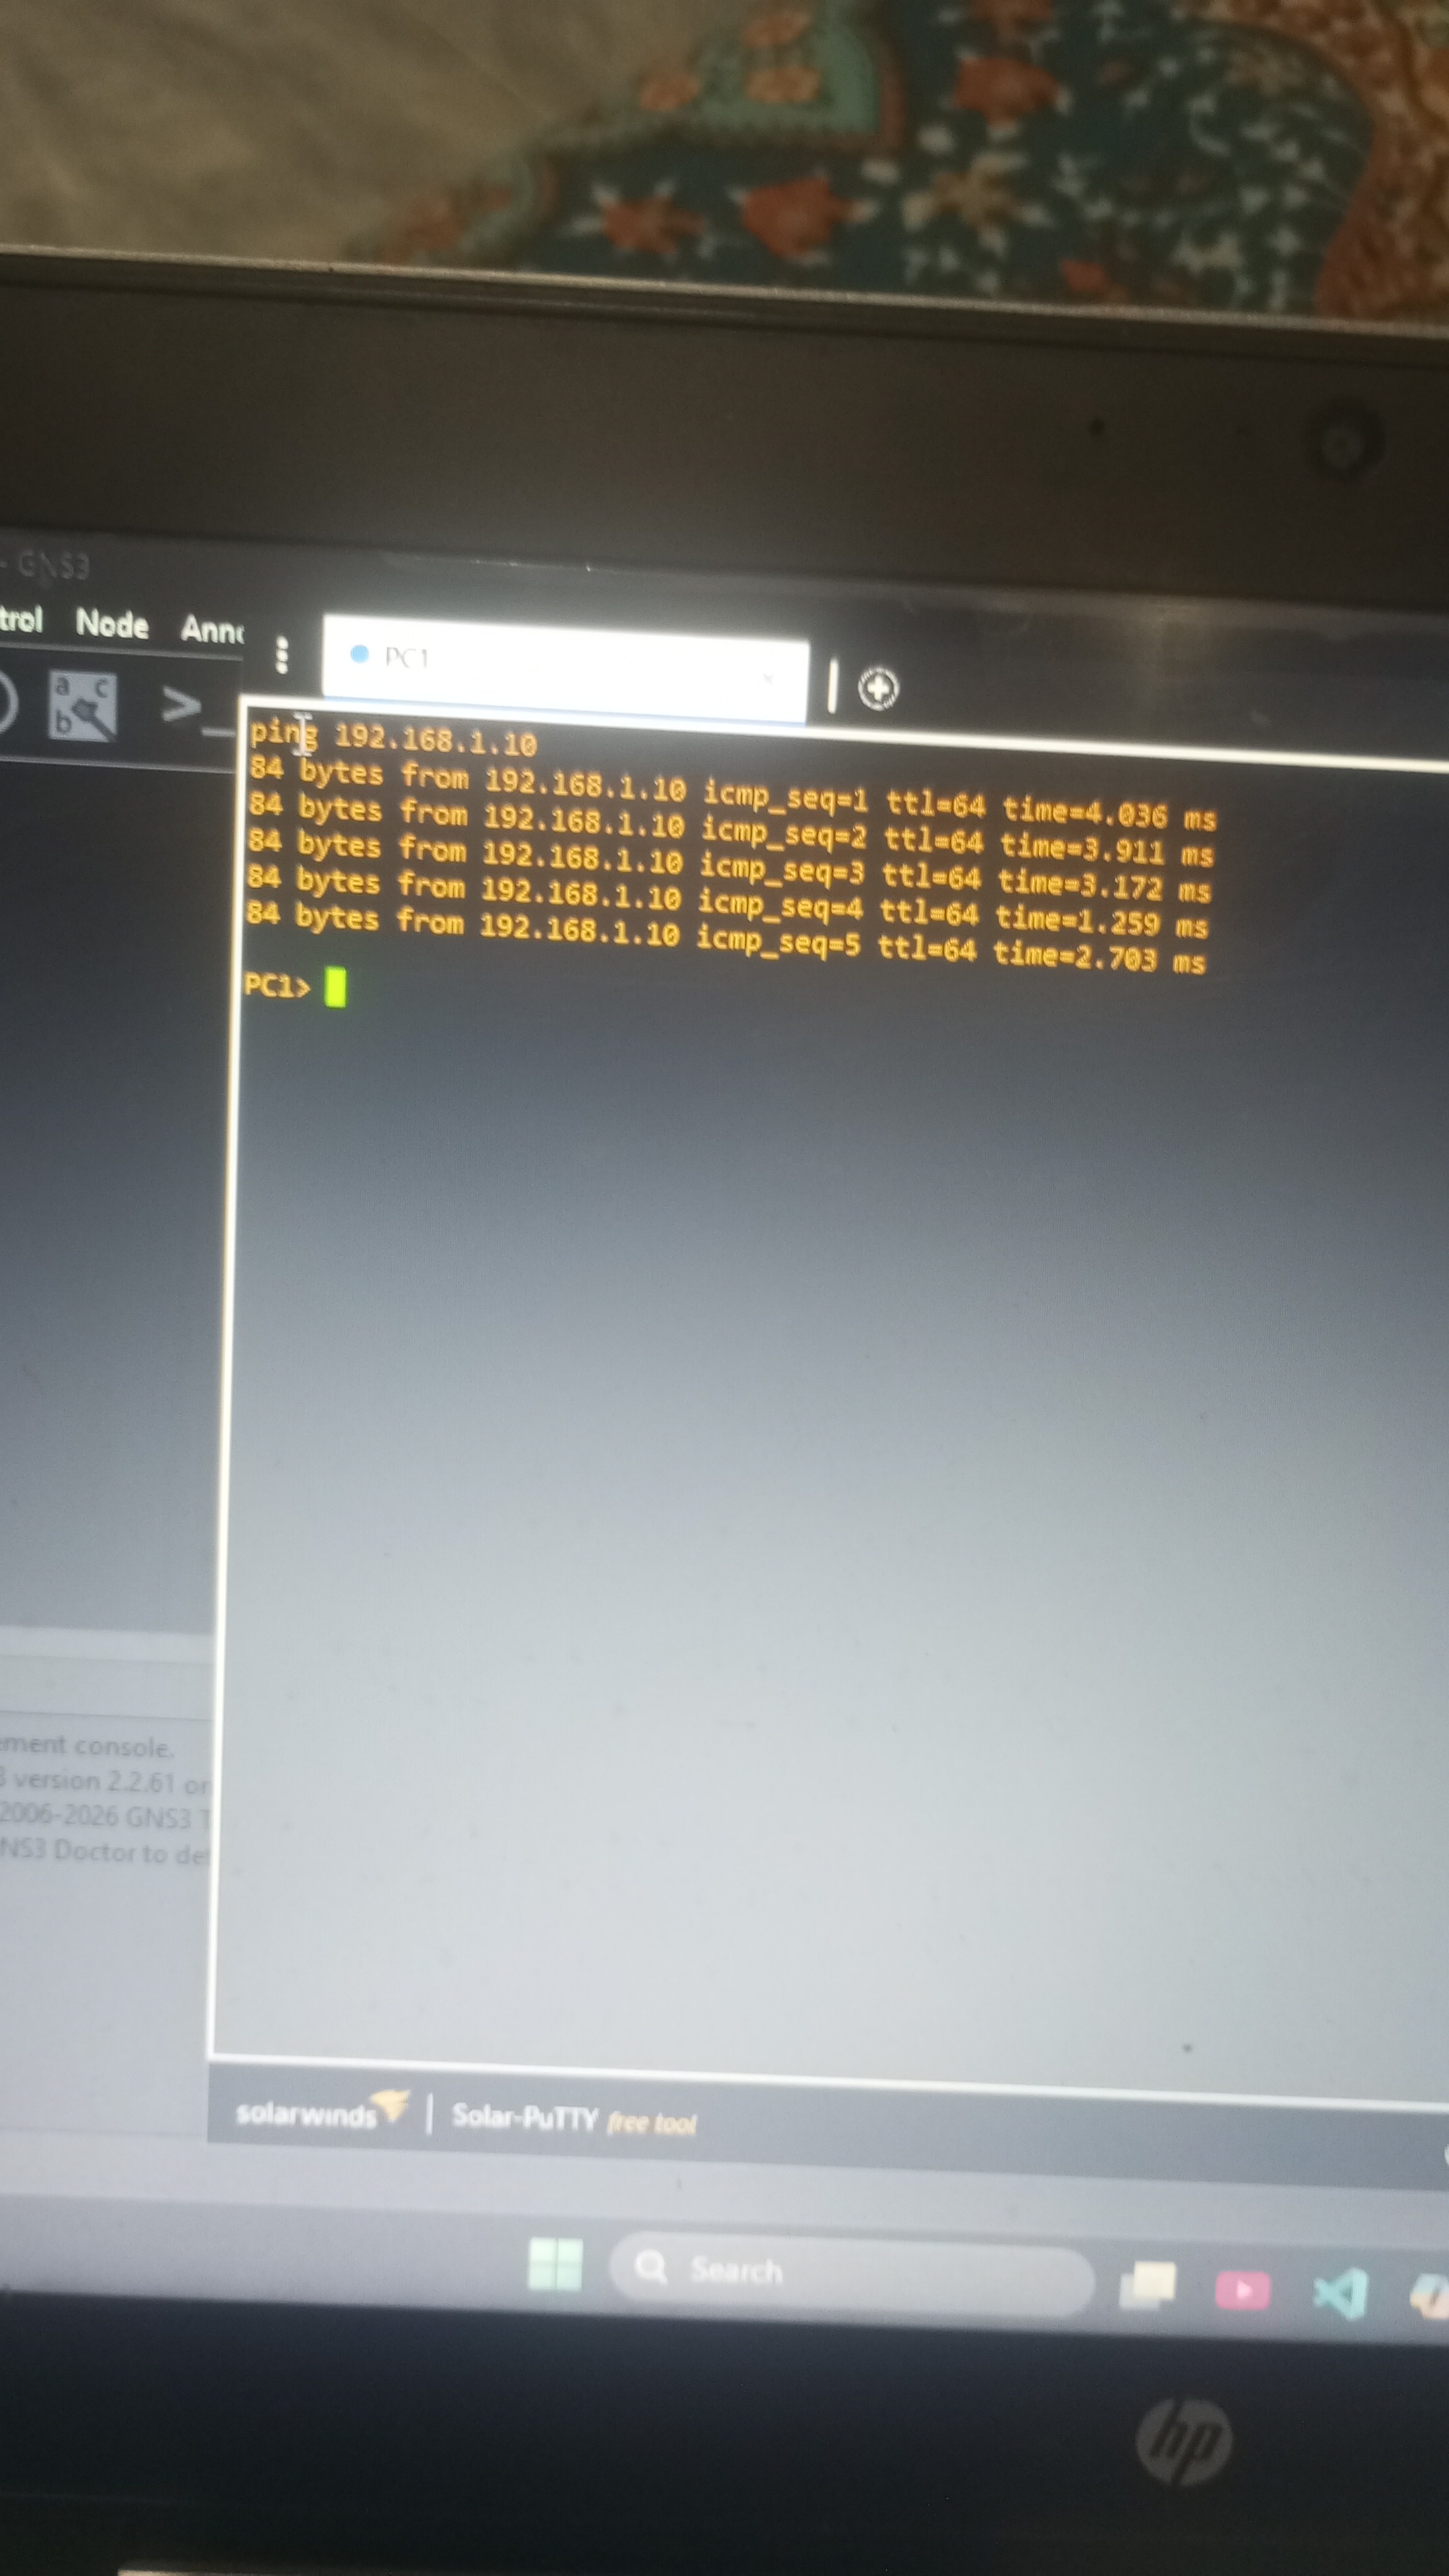 - GNS3
trol Node Anno
PC1
a c
b
>_
ping 192.168.1.10
84 bytes from 192.168.1.10 icmp_seq=1 ttl=64 time=4.036 ms
84 bytes from 192.168.1.10 icmp_seq=2 ttl=64 time=3.911 ms
84 bytes from 192.168.1.10 icmp_seq=3 ttl=64 time=3.172 ms
84 bytes from 192.168.1.10 icmp_seq=4 ttl=64 time=1.259 ms
84 bytes from 192.168.1.10 icmp_seq=5 ttl=64 time=2.703 ms
PC1>
ement console.
3 version 2.2.61 on
2006-2026 GNS3 T
NS3 Doctor to det
solarwinds | Solar-PuTTY free tool
Search
hp